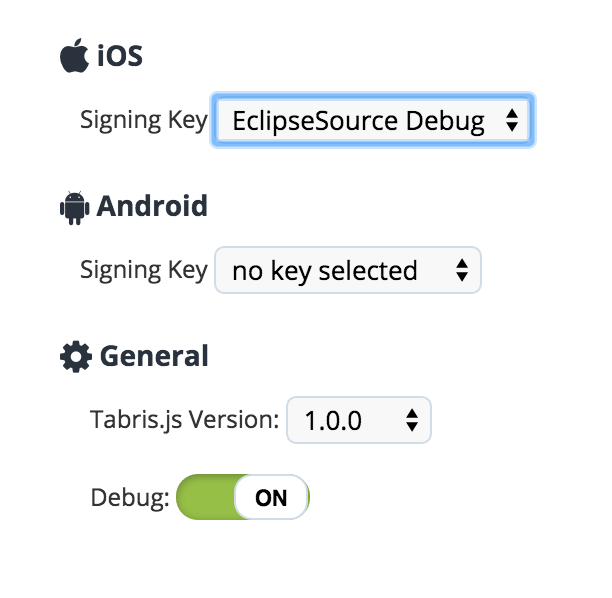 iOS
Signing Key EclipseSource Debug
Android
Signing Key no key selected
General
Tabris.js Version: 1.0.0
Debug: ON